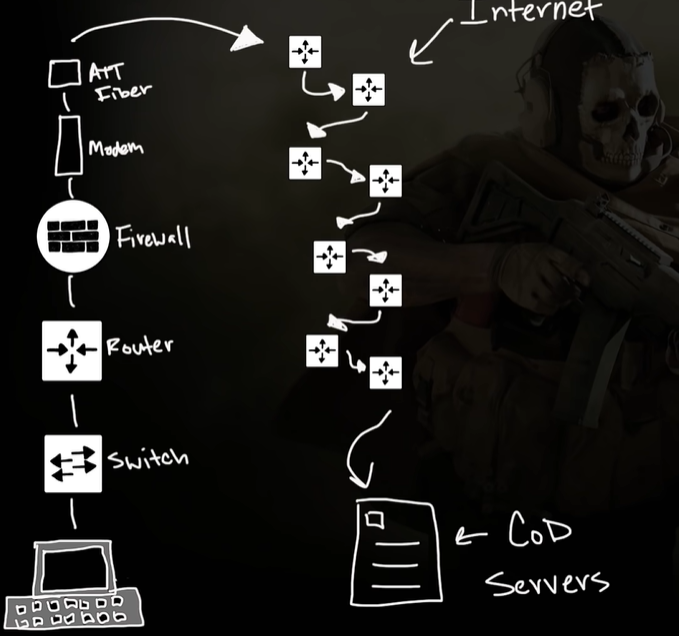 Internet
ATT
Fiber
Modem
Firewall
Router
Switch
CoD
Servers